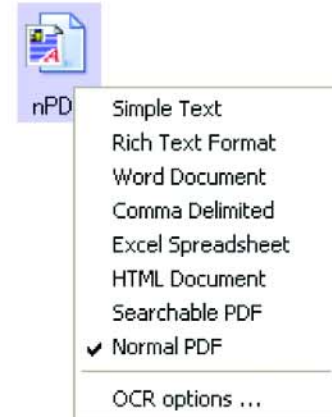 nPD
Simple Text
Rich Text Format
Word Document
Comma Delimited
Excel Spreadsheet
HTML Document
Searchable PDF
Normal PDF
OCR options ...